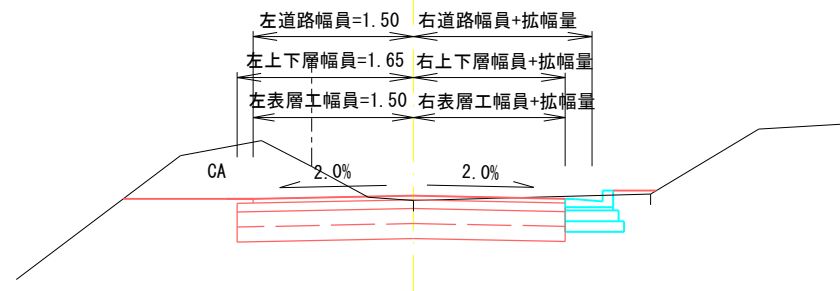 左道路幅員=1.50 右道路幅員+拡幅量
左上下層幅員=1.65 右上下層幅員+拡幅量
左表層工幅員=1.50 右表層工幅員+拡幅量
CA 2.0% 2.0%